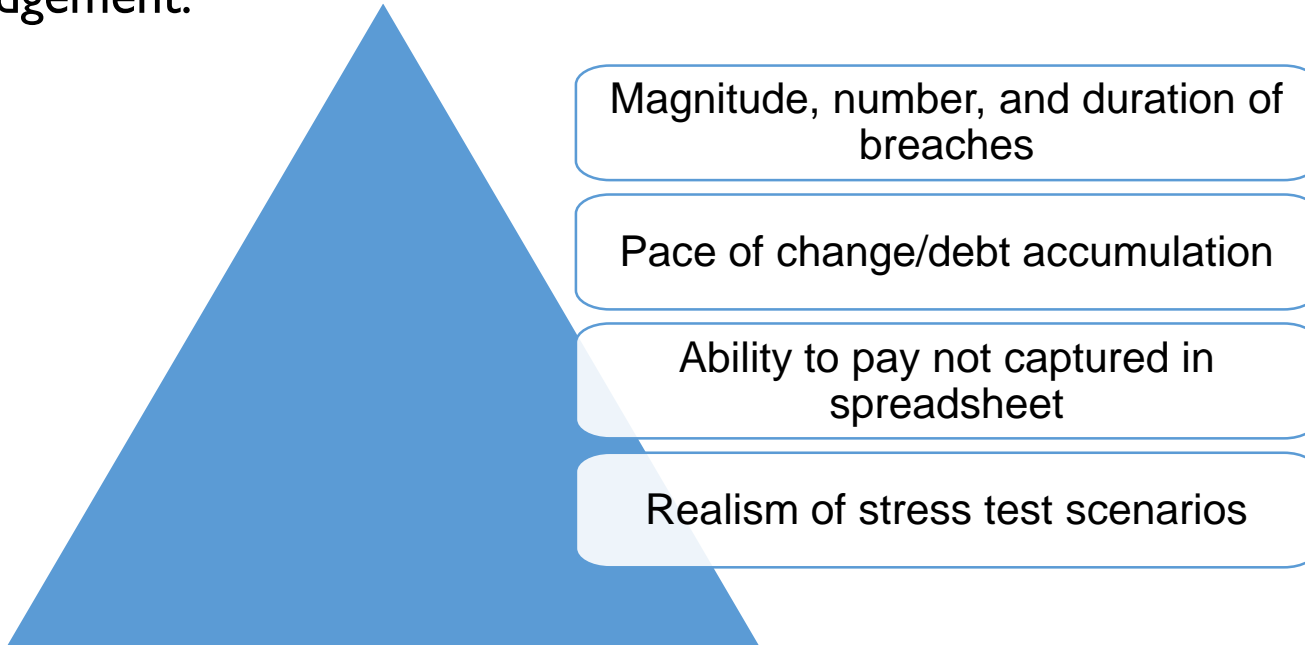 Magnitude, number, and duration of
breaches
Pace of change/debt accumulation
Ability to pay not captured in
spreadsheet
Realism of stress test scenarios